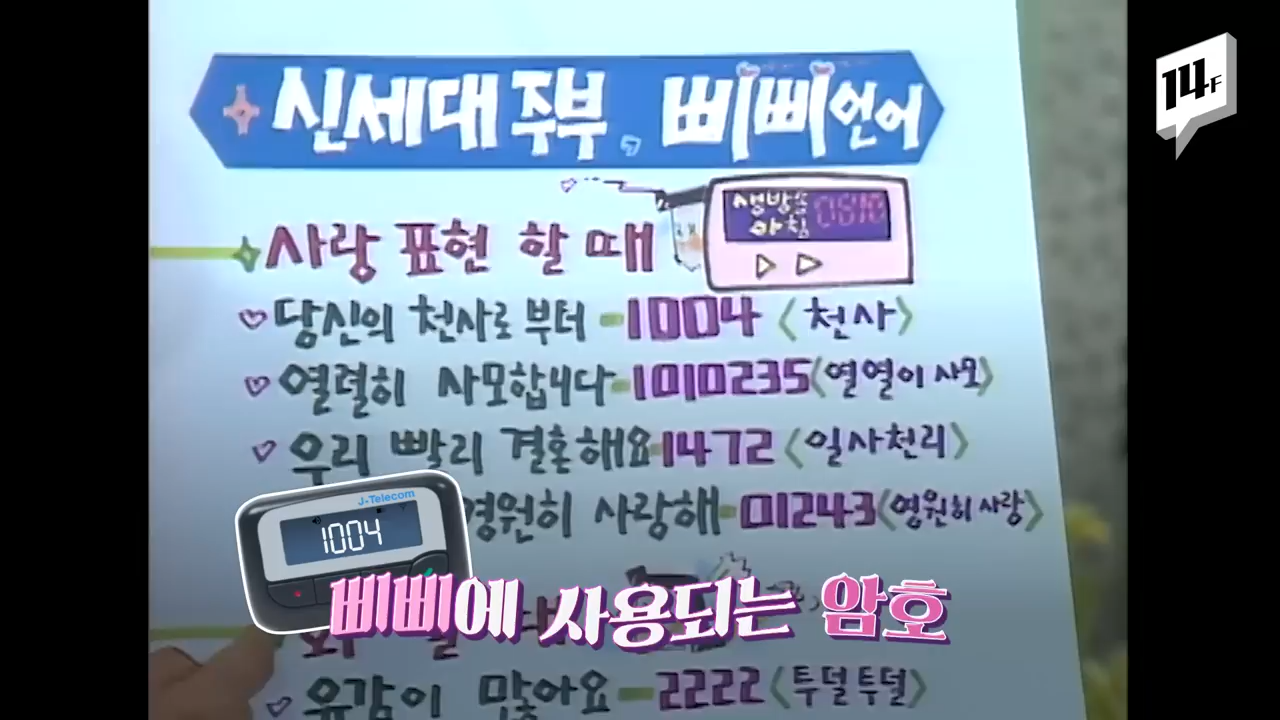 14F
신세대 주부, 삐삐언어
생방송 아침
사랑 표현 할 때
당신의 천사로 부터 - 1004 <천사>
열렬히 사모합니다 - 1010235 <열열이 사모>
우리 빨리 결혼해요 1472 <일사천리>
영원히 사랑해 - 01243 <영원히 사랑>
J-Telecom
1004
삐삐에 사용되는 암호
유감이 많아요 - 2222 <투덜투덜>